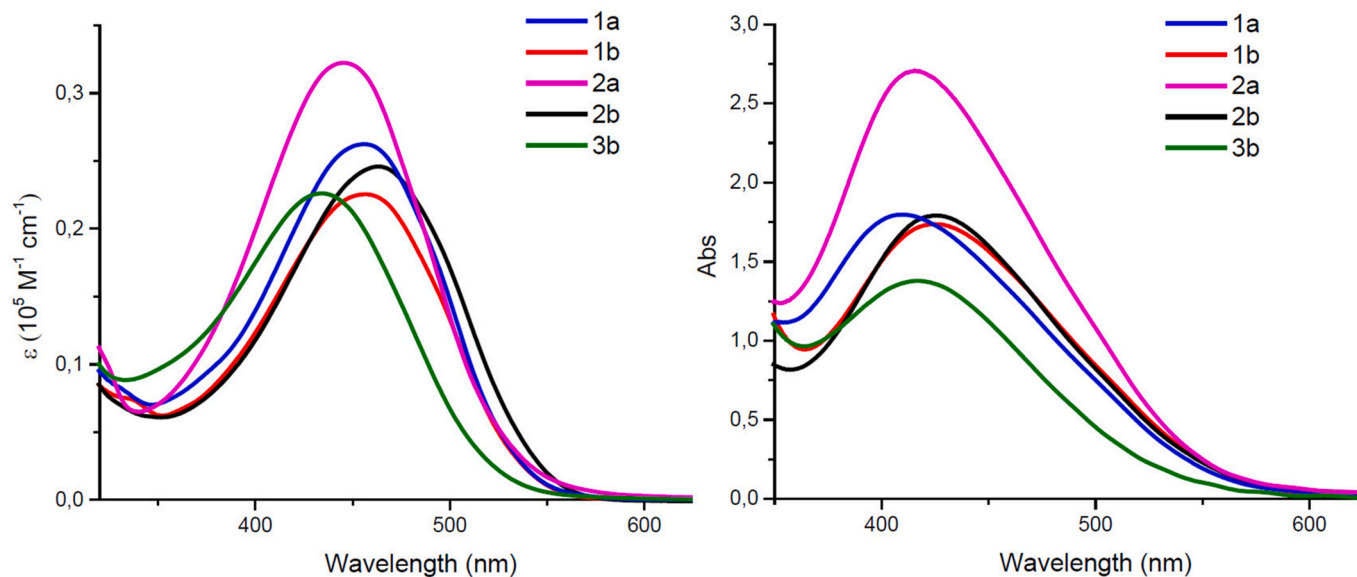 1a
1b
2a
2b
3b
0,3
0,2
0,1
0,0
ε (10⁵ M⁻¹ cm⁻¹)
400
500
600
Wavelength (nm)
1a
1b
2a
2b
3b
3,0
2,5
2,0
1,5
1,0
0,5
0,0
Abs
400
500
600
Wavelength (nm)